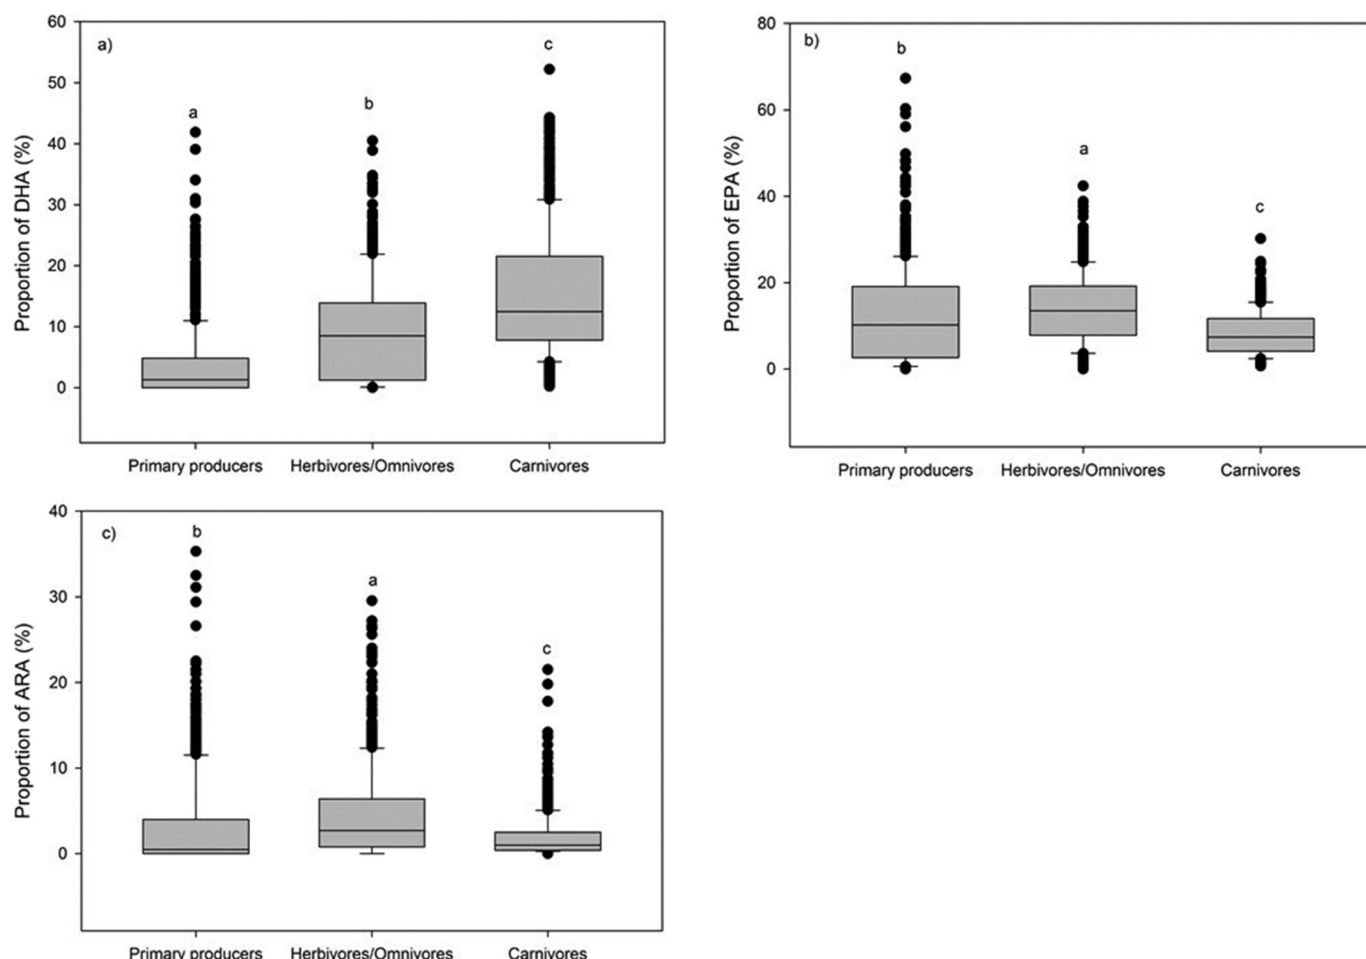 a)
Proportion of DHA (%)
60
50
40
30
20
10
0
a
b
c
Primary producers
Herbivores/Omnivores
Carnivores
b)
Proportion of EPA (%)
80
60
40
20
0
b
a
c
Primary producers
Herbivores/Omnivores
Carnivores
c)
Proportion of ARA (%)
40
30
20
10
0
b
a
c
Primary producers
Herbivores/Omnivores
Carnivores